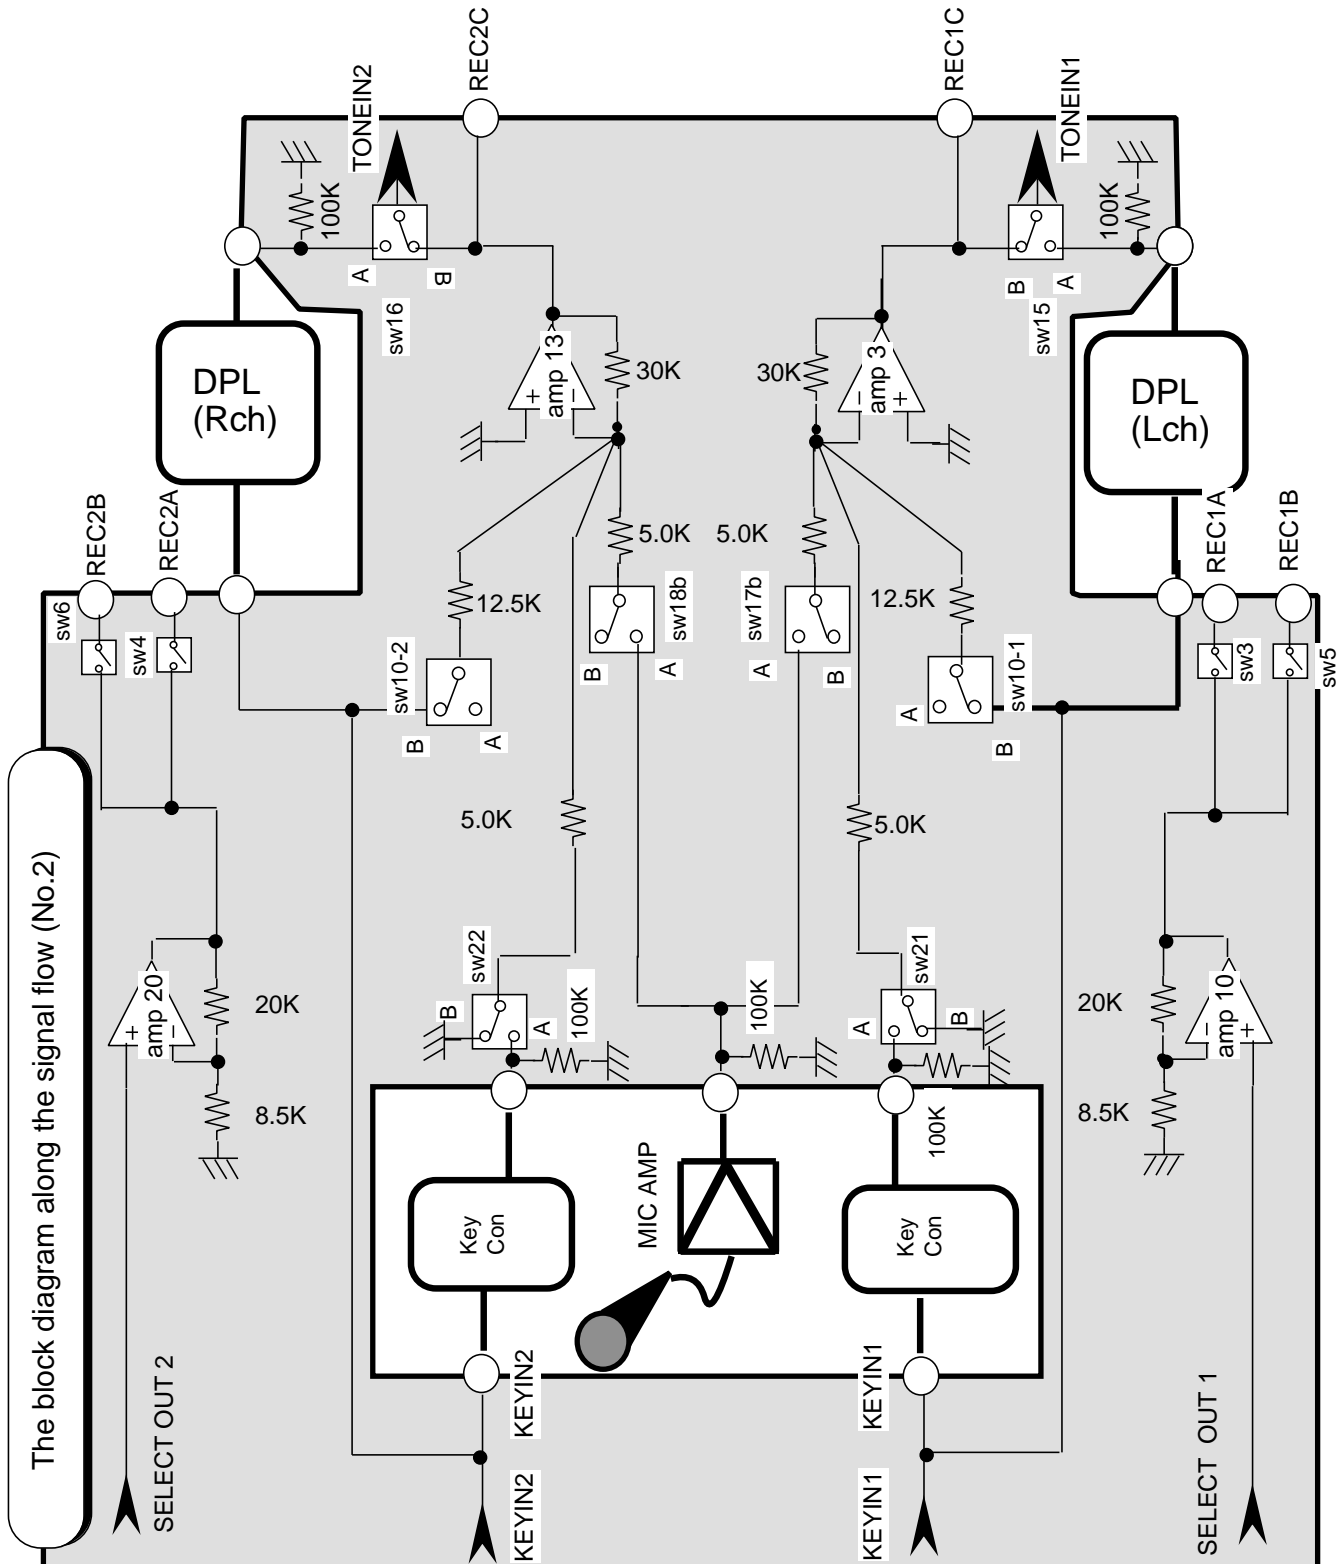 The block diagram along the signal flow (No.2)
REC2C
REC1C
TONEIN2
TONEIN1
100K
100K
A
B
sw16
B
A
sw15
DPL
(Rch)
DPL
(Lch)
+
−
amp 13
30K
30K
−
+
amp 3
REC2B
REC2A
REC1A
REC1B
sw6
sw4
sw3
sw5
12.5K
5.0K
5.0K
12.5K
sw10-2
B
A
sw18b
B
A
sw17b
A
B
sw10-1
A
B
5.0K
5.0K
sw22
B
A
100K
100K
sw21
A
B
100K
+
−
amp 20
20K
8.5K
20K
8.5K
−
+
amp 10
Key
Con
MIC AMP
Key
Con
KEYIN2
KEYIN1
SELECT OUT 2
KEYIN2
KEYIN1
SELECT OUT 1